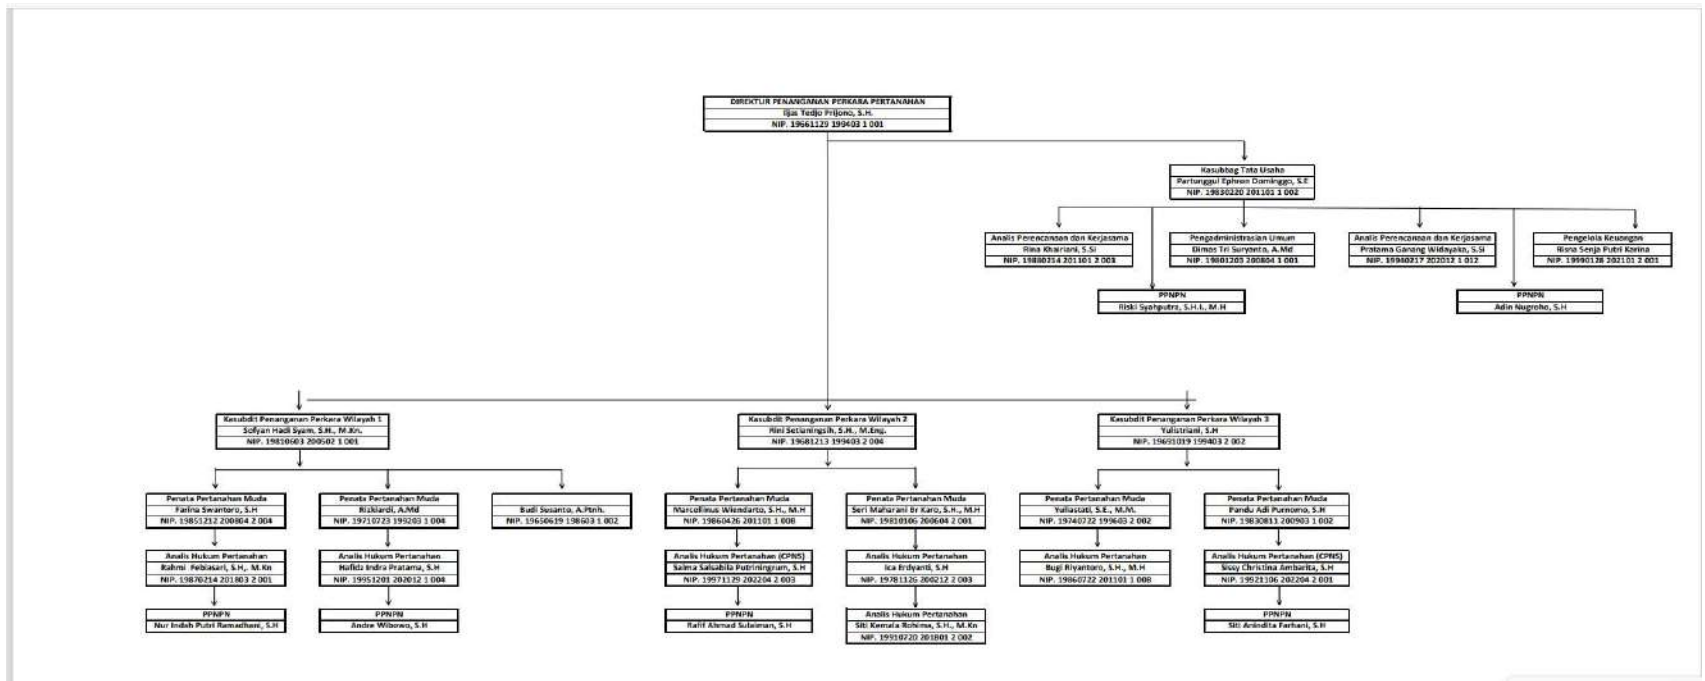 DIREKTUR PENANGANAN PERKARA PERTANAHAN
Iljas Tedjo Prijono, S.H.
NIP. 19661129 199403 1 001
Kasubbag Tata Usaha
Partunggul Ephron Dominggo, S.E
NIP. 19830220 201101 1 002
Analis Perencanaan dan Kerjasama
Rina Khairiani, S.Si
NIP. 19880214 201101 2 003
Pengadministrasian Umum
Dimas Tri Suryanto, A.Md
NIP. 19801203 200804 1 001
Analis Perencanaan dan Kerjasama
Pratama Ganang Widayaka, S.Si
NIP. 19960217 202012 1 012
Pengelola Keuangan
Risna Senja Putri Karina
NIP. 19990128 202101 2 001
PPNPN
Riski Syahputra, S.H.I., M.H
PPNPN
Adin Nugroho, S.H
Kasubdit Penanganan Perkara Wilayah 1
Sofyan Hadi Syam, S.H., M.Kn.
NIP. 19810603 200502 1 001
Kasubdit Penanganan Perkara Wilayah 2
Rini Setianingsih, S.H., M.Eng.
NIP. 19681213 199403 2 004
Kasubdit Penanganan Perkara Wilayah 3
Yulistriani, S.H
NIP. 19691019 199403 2 002
Penata Pertanahan Muda
Farina Swantoro, S.H
NIP. 19851212 200804 2 004
Penata Pertanahan Muda
Rizkiardi, A.Md
NIP. 19710723 199203 1 004
Budi Susanto, A.Ptnh.
NIP. 19650619 198603 1 002
Penata Pertanahan Muda
Marcellinus Wiendarto, S.H., M.H
NIP. 19860426 201101 1 008
Penata Pertanahan Muda
Seri Maharani Br Karo, S.H., M.H
NIP. 19810106 200604 2 001
Penata Pertanahan Muda
Yuliastati, S.E., M.M.
NIP. 19740722 199603 2 002
Penata Pertanahan Muda
Pandu Adi Purnomo, S.H
NIP. 19830811 200903 1 002
Analis Hukum Pertanahan
Rahmi Febiasari, S.H,. M.Kn
NIP. 19870214 201803 2 001
Analis Hukum Pertanahan
Hafidz Indra Pratama, S.H
NIP. 19951201 202012 1 004
Analis Hukum Pertanahan (CPNS)
Salma Salsabila Putriningrum, S.H
NIP. 19971129 202204 2 003
Analis Hukum Pertanahan
Ica Erdyanti, S.H
NIP. 19781126 200212 2 003
Analis Hukum Pertanahan
Bugi Riyantoro, S.H., M.H
NIP. 19860722 201101 1 008
Analis Hukum Pertanahan (CPNS)
Sissy Christina Ambarita, S.H
NIP. 19921106 202204 2 001
PPNPN
Nur Indah Putri Ramadhani, S.H
PPNPN
Andre Wibowo, S.H
PPNPN
Rafif Ahmad Sulaiman, S.H
Analis Hukum Pertanahan
Siti Kemala Rohima, S.H., M.Kn
NIP. 19910720 201801 2 002
PPNPN
Siti Anindita Farhani, S.H